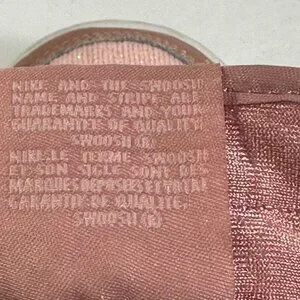 NIKE AND THE SWOOSH
NAME AND STRIPE ARE
TRADEMARKS AND YOUR
GUARANTEE OF QUALITY
SWOOSH (R)
NIKE, LE TERME SWOOSH
ET SON SIGLE SONT DES
MARQUES DEPOSEES ET VOTRE
GARANTIE DE QUALITE.
SWOOSH (R)